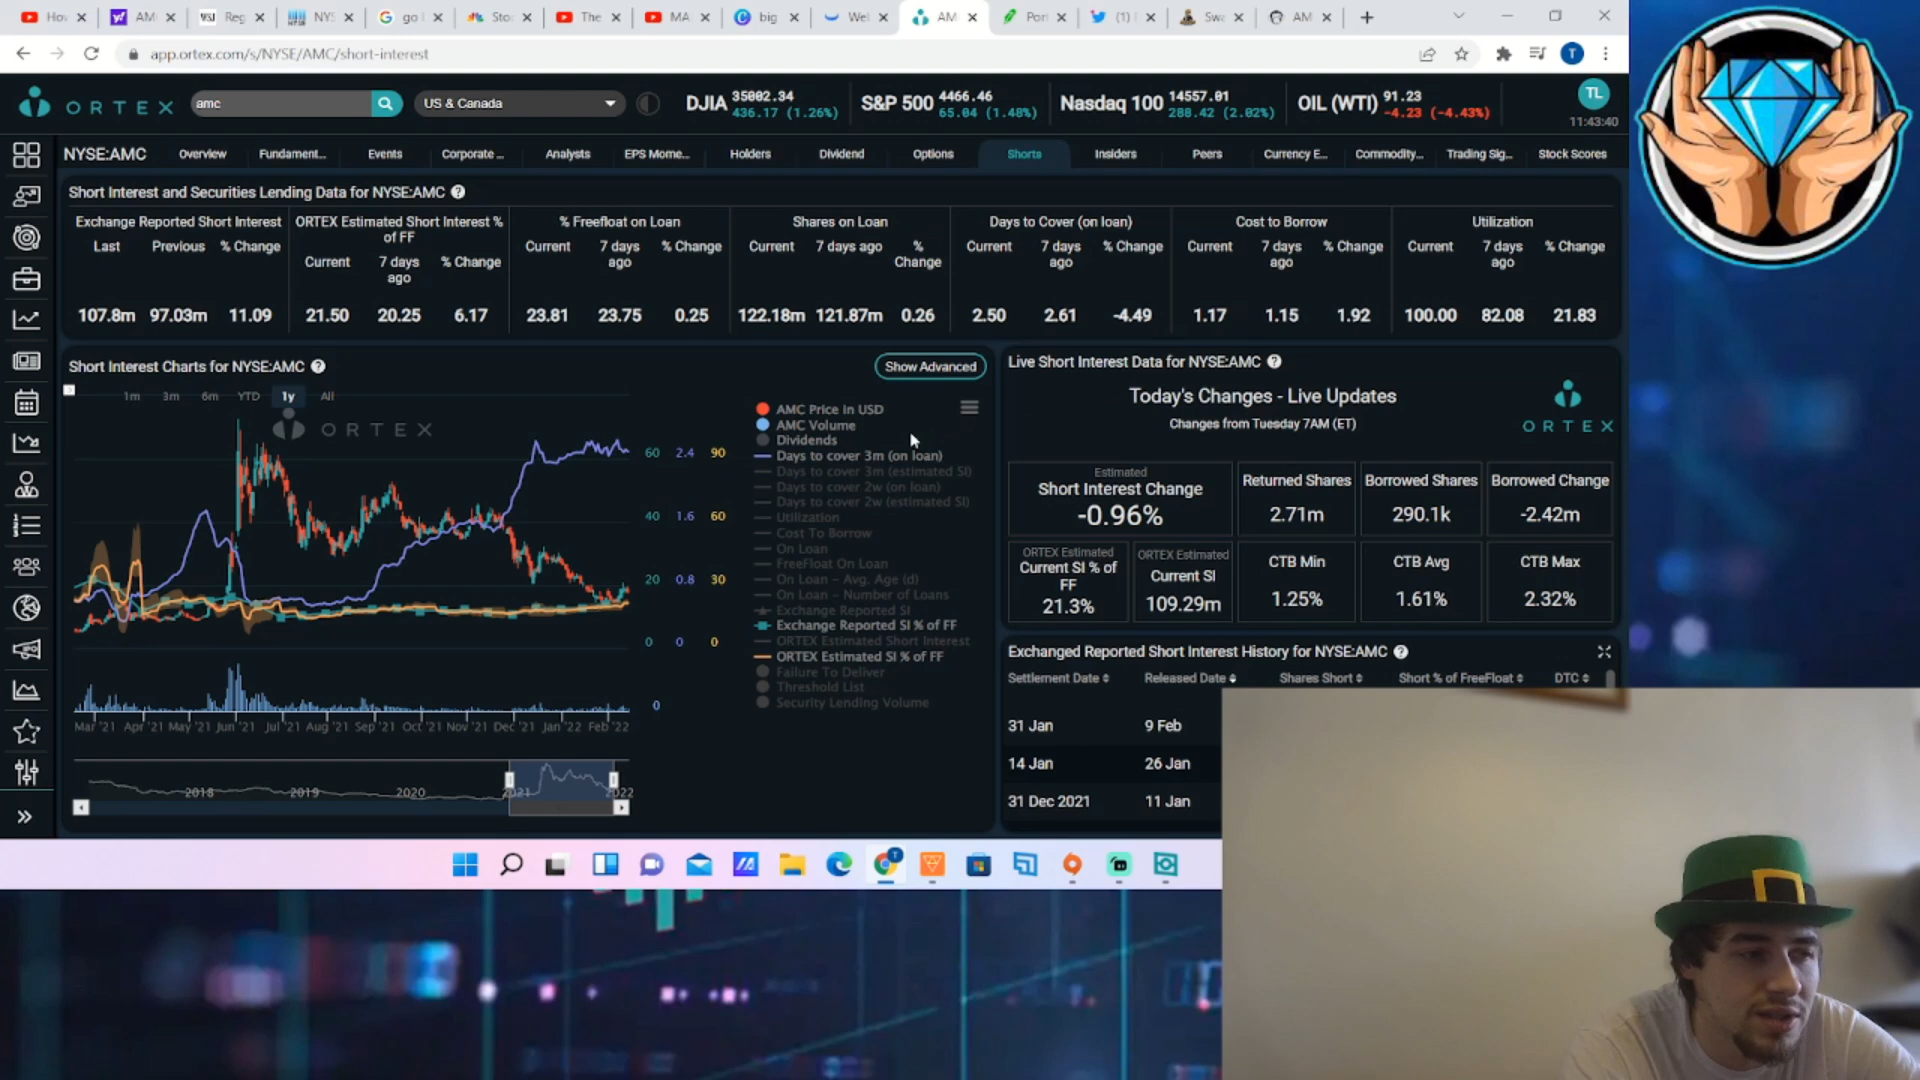 Hov
AM
WSJ Reg
NYS
go
Stoc
The
MA
big
Wel
AM
Port
(1)
Swa
AM
app.ortex.com/s/NYSE/AMC/short-interest
T
ORTEX
amc
US & Canada
DJIA 35002.34 436.17 (1.26%)
S&P 500 4466.46 65.04 (1.48%)
Nasdaq 100 14557.01 288.42 (2.02%)
OIL (WTI) 91.23 -4.23 (-4.43%)
TL
11:43:40
NYSE:AMC Overview Fundament... Events Corporate ... Analysts EPS Mome... Holders Dividend Options Shorts Insiders Peers Currency E... Commodity... Trading Sig... Stock Scores
Short Interest and Securities Lending Data for NYSE:AMC ?
Exchange Reported Short Interest
Last Previous % Change
107.8m 97.03m 11.09
ORTEX Estimated Short Interest % of FF
Current 7 days ago % Change
21.50 20.25 6.17
% Freefloat on Loan
Current 7 days ago % Change
23.81 23.75 0.25
Shares on Loan
Current 7 days ago % Change
122.18m 121.87m 0.26
Days to Cover (on loan)
Current 7 days ago % Change
2.50 2.61 -4.49
Cost to Borrow
Current 7 days ago % Change
1.17 1.15 1.92
Utilization
Current 7 days ago % Change
100.00 82.08 21.83
Short Interest Charts for NYSE:AMC ?
Show Advanced
1m 3m 6m YTD 1y All
ORTEX
60 2.4 90
40 1.6 60
20 0.8 30
0 0 0
0
Mar '21 Apr '21 May '21 Jun '21 Jul '21 Aug '21 Sep '21 Oct '21 Nov '21 Dec '21 Jan '22 Feb '22
2018 2019 2020 2021 2022
AMC Price In USD
AMC Volume
Dividends
Days to cover 3m (on loan)
Days to cover 3m (estimated SI)
Days to cover 2w (on loan)
Days to cover 2w (estimated SI)
Utilization
Cost To Borrow
On Loan
FreeFloat On Loan
On Loan - Avg. Age (d)
On Loan - Number of Loans
Exchange Reported SI
Exchange Reported SI % of FF
ORTEX Estimated Short Interest
ORTEX Estimated SI % of FF
Failure To Deliver
Threshold List
Security Lending Volume
Live Short Interest Data for NYSE:AMC ?
Today's Changes - Live Updates
Changes from Tuesday 7AM (ET)
ORTEX
Estimated
Short Interest Change
-0.96%
Returned Shares
2.71m
Borrowed Shares
290.1k
Borrowed Change
-2.42m
ORTEX Estimated
Current SI % of FF
21.3%
ORTEX Estimated
Current SI
109.29m
CTB Min
1.25%
CTB Avg
1.61%
CTB Max
2.32%
Exchanged Reported Short Interest History for NYSE:AMC ?
Settlement Date Released Date Shares Short Short % of FreeFloat DTC
31 Jan 9 Feb
14 Jan 26 Jan
31 Dec 2021 11 Jan